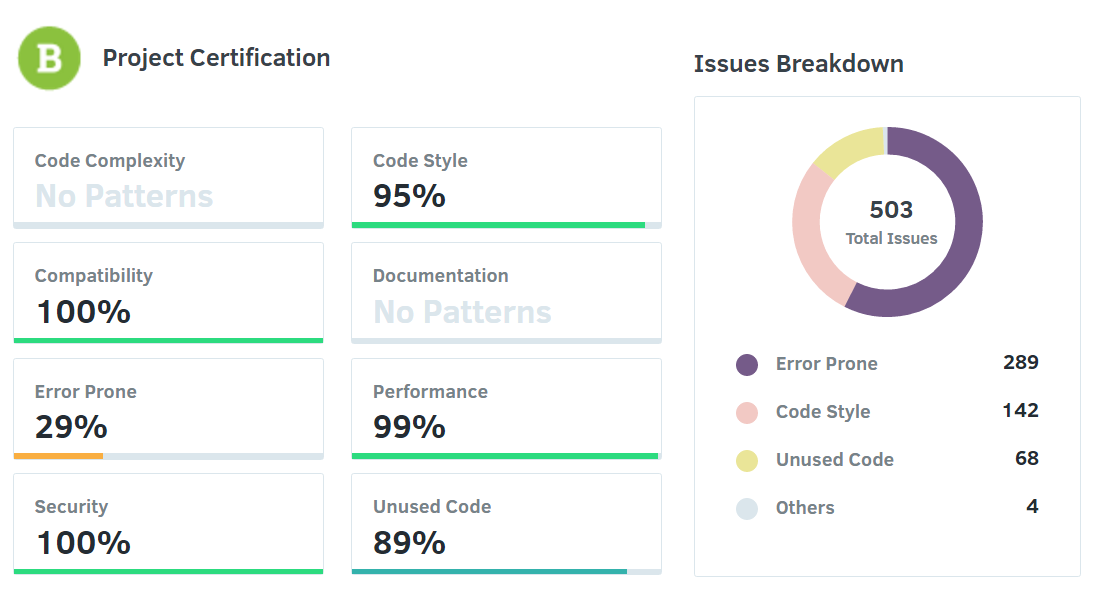 B
Project Certification
Code Complexity
No Patterns
Code Style
95%
Compatibility
100%
Documentation
No Patterns
Error Prone
29%
Performance
99%
Security
100%
Unused Code
89%
Issues Breakdown
503
Total Issues
Error Prone 289
Code Style 142
Unused Code 68
Others 4